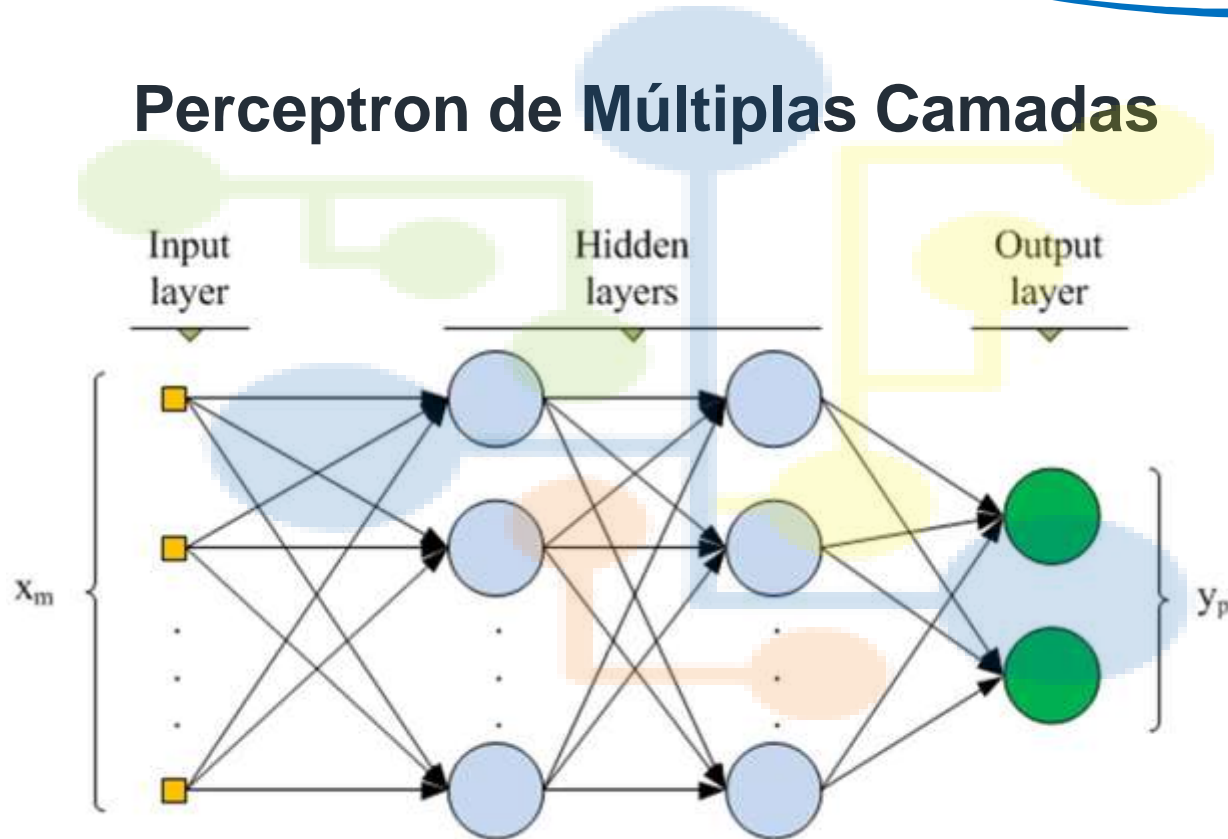 Perceptron de Múltiplas Camadas
Input
layer
Hidden
layers
Output
layer
xₘ
yₚ